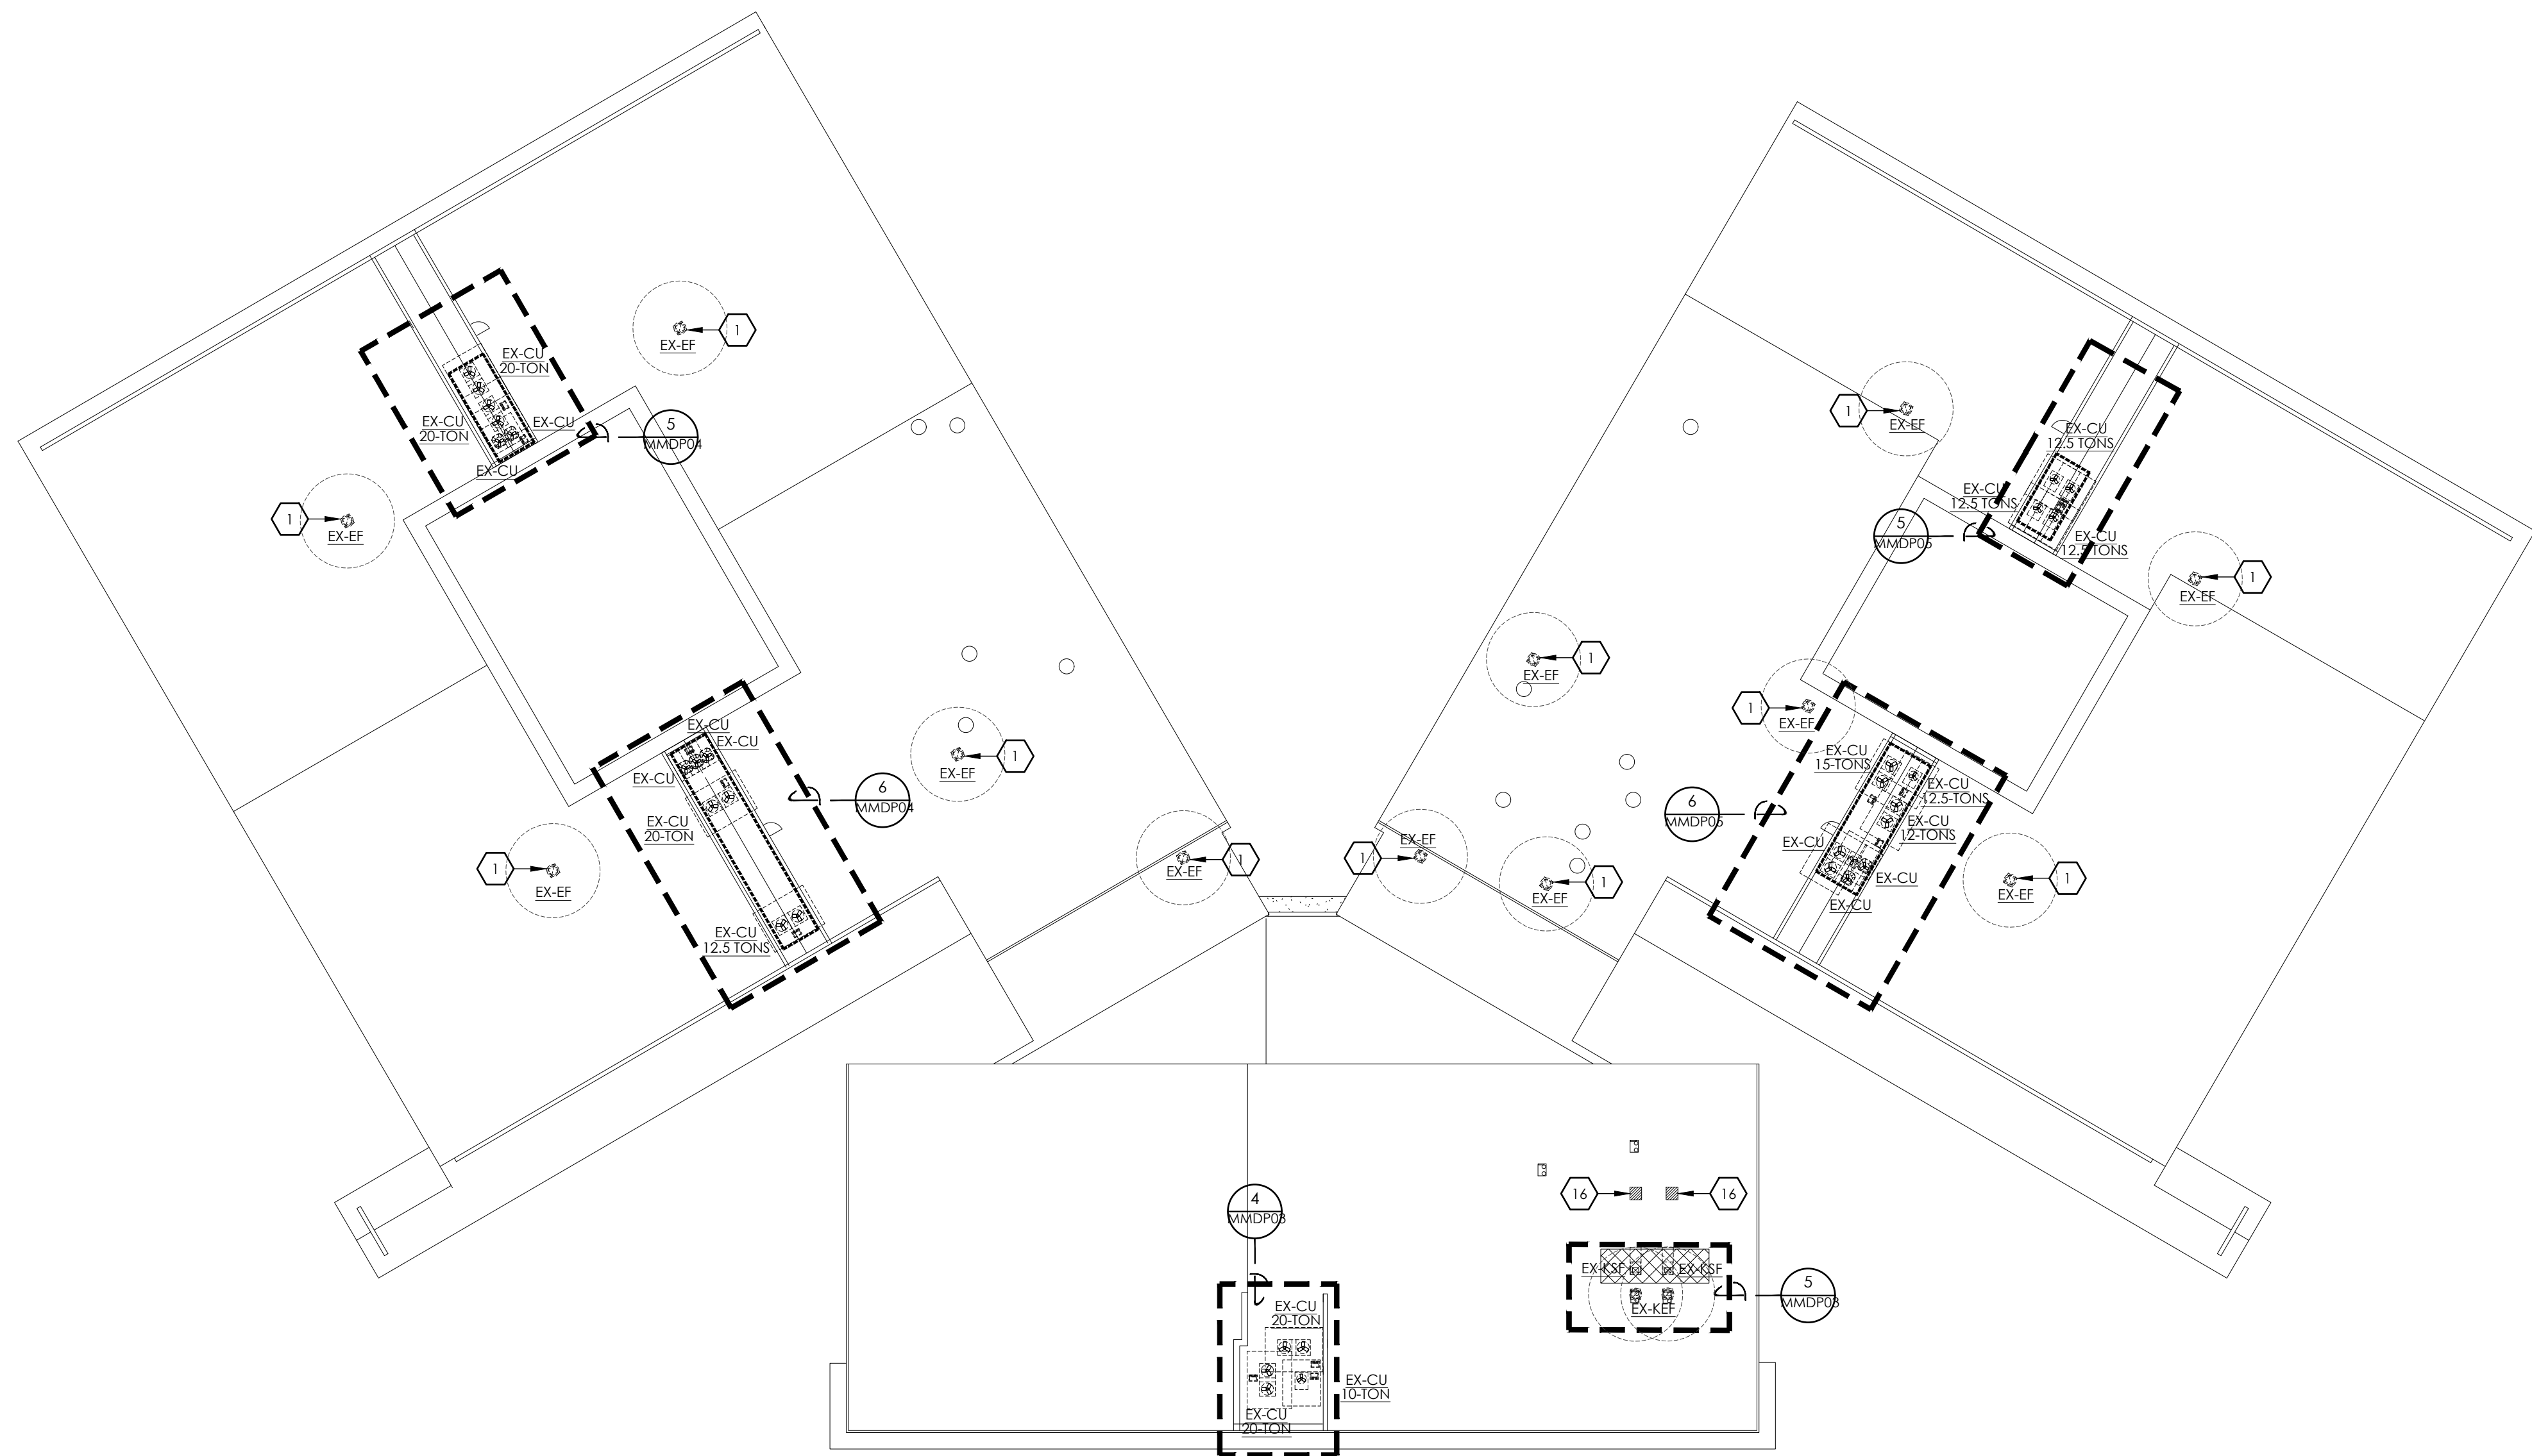 1
EX-EF
EX-CU
20-TON
EX-CU
20-TON
EX-CU
EX-CU
5
MMDP04
1
EX-EF
EX-CU
EX-CU
EX-CU
EX-CU
20-TON
EX-CU
12.5 TONS
6
MMDP04
1
EX-EF
1
EX-EF
1
EX-EF
1
EX-EF
1
EX-EF
1
EX-EF
1
EX-EF
EX-CU
12.5 TONS
EX-CU
12.5 TONS
EX-CU
12.5 TONS
5
MMDP05
1
EX-EF
1
EX-EF
EX-CU
15-TONS
EX-CU
12.5-TONS
EX-CU
12-TONS
EX-CU
EX-CU
EX-CU
6
MMDP05
1
EX-EF
1
EX-EF
16
16
4
MMDP03
EX-KSF
EX-KSF
EX-KEF
5
MMDP03
EX-CU
20-TON
EX-CU
10-TON
EX-CU
20-TON